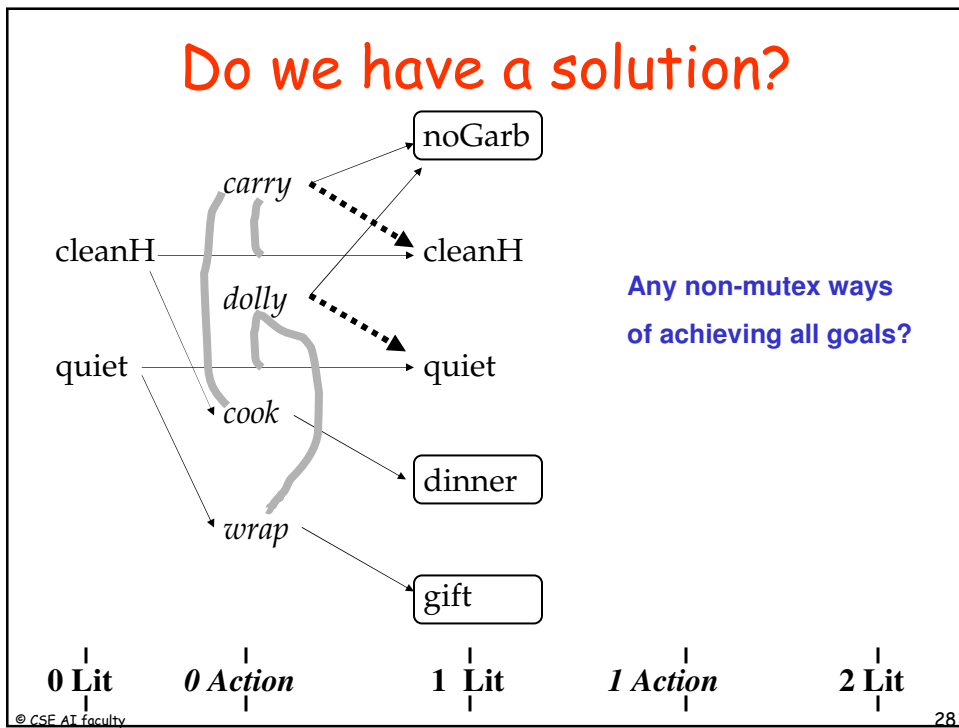 Do we have a solution?
noGarb
carry
cleanH
cleanH
dolly
Any non-mutex ways
of achieving all goals?
quiet
quiet
cook
dinner
wrap
gift
0 Lit 0 Action 1 Lit 1 Action 2 Lit
© CSE AI faculty 28